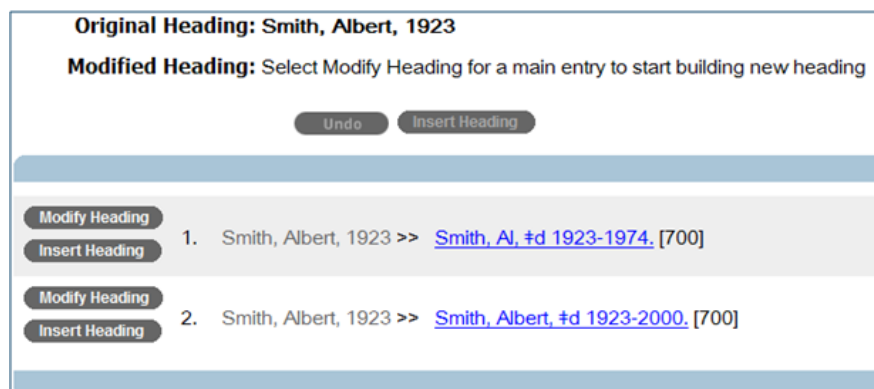 Original Heading: Smith, Albert, 1923
Modified Heading: Select Modify Heading for a main entry to start building new heading
Undo Insert Heading
Modify Heading
1. Smith, Albert, 1923 >> Smith, Al, ǂd 1923-1974. [700]
Insert Heading
Modify Heading
2. Smith, Albert, 1923 >> Smith, Albert, ǂd 1923-2000. [700]
Insert Heading